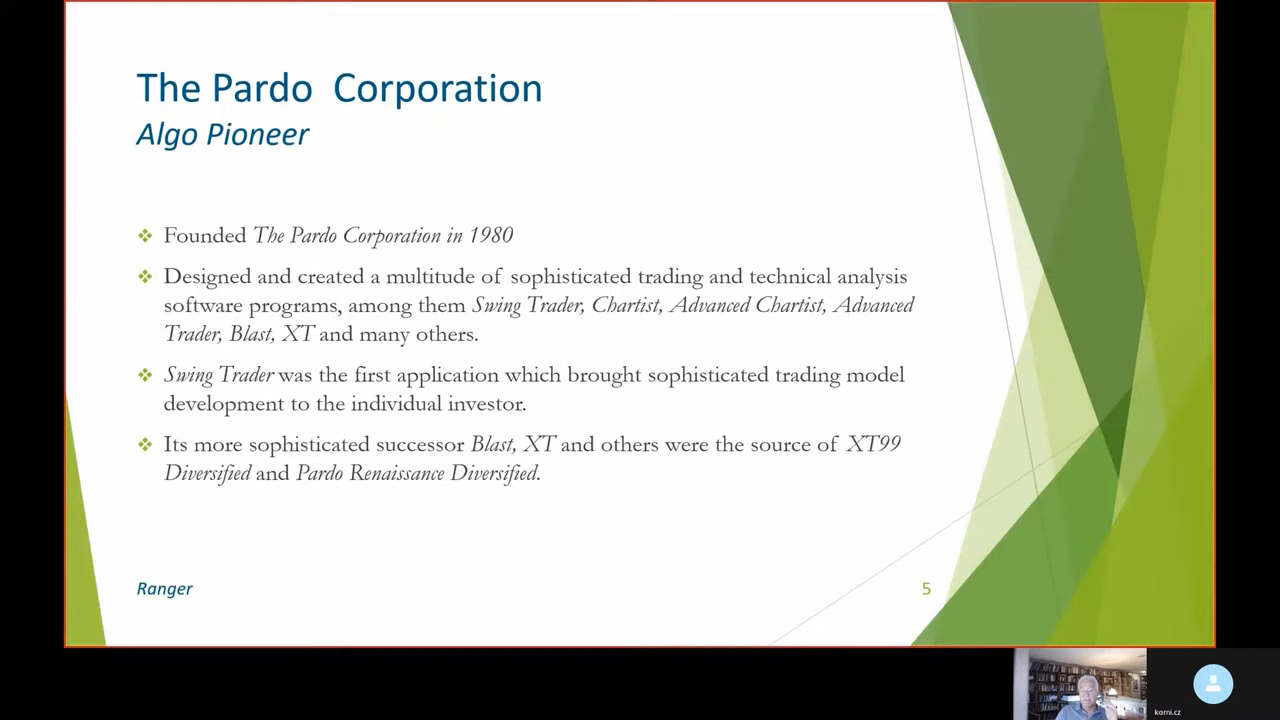 The Pardo  Corporation
Algo Pioneer
❖ Founded The Pardo Corporation in 1980
❖ Designed and created a multitude of sophisticated trading and technical analysis
software programs, among them Swing Trader, Chartist, Advanced Chartist, Advanced
Trader, Blast, XT and many others.
❖ Swing Trader was the first application which brought sophisticated trading model
development to the individual investor.
❖ Its more sophisticated successor Blast, XT and others were the source of XT99
Diversified and Pardo Renaissance Diversified.
Ranger
5
korni.cz